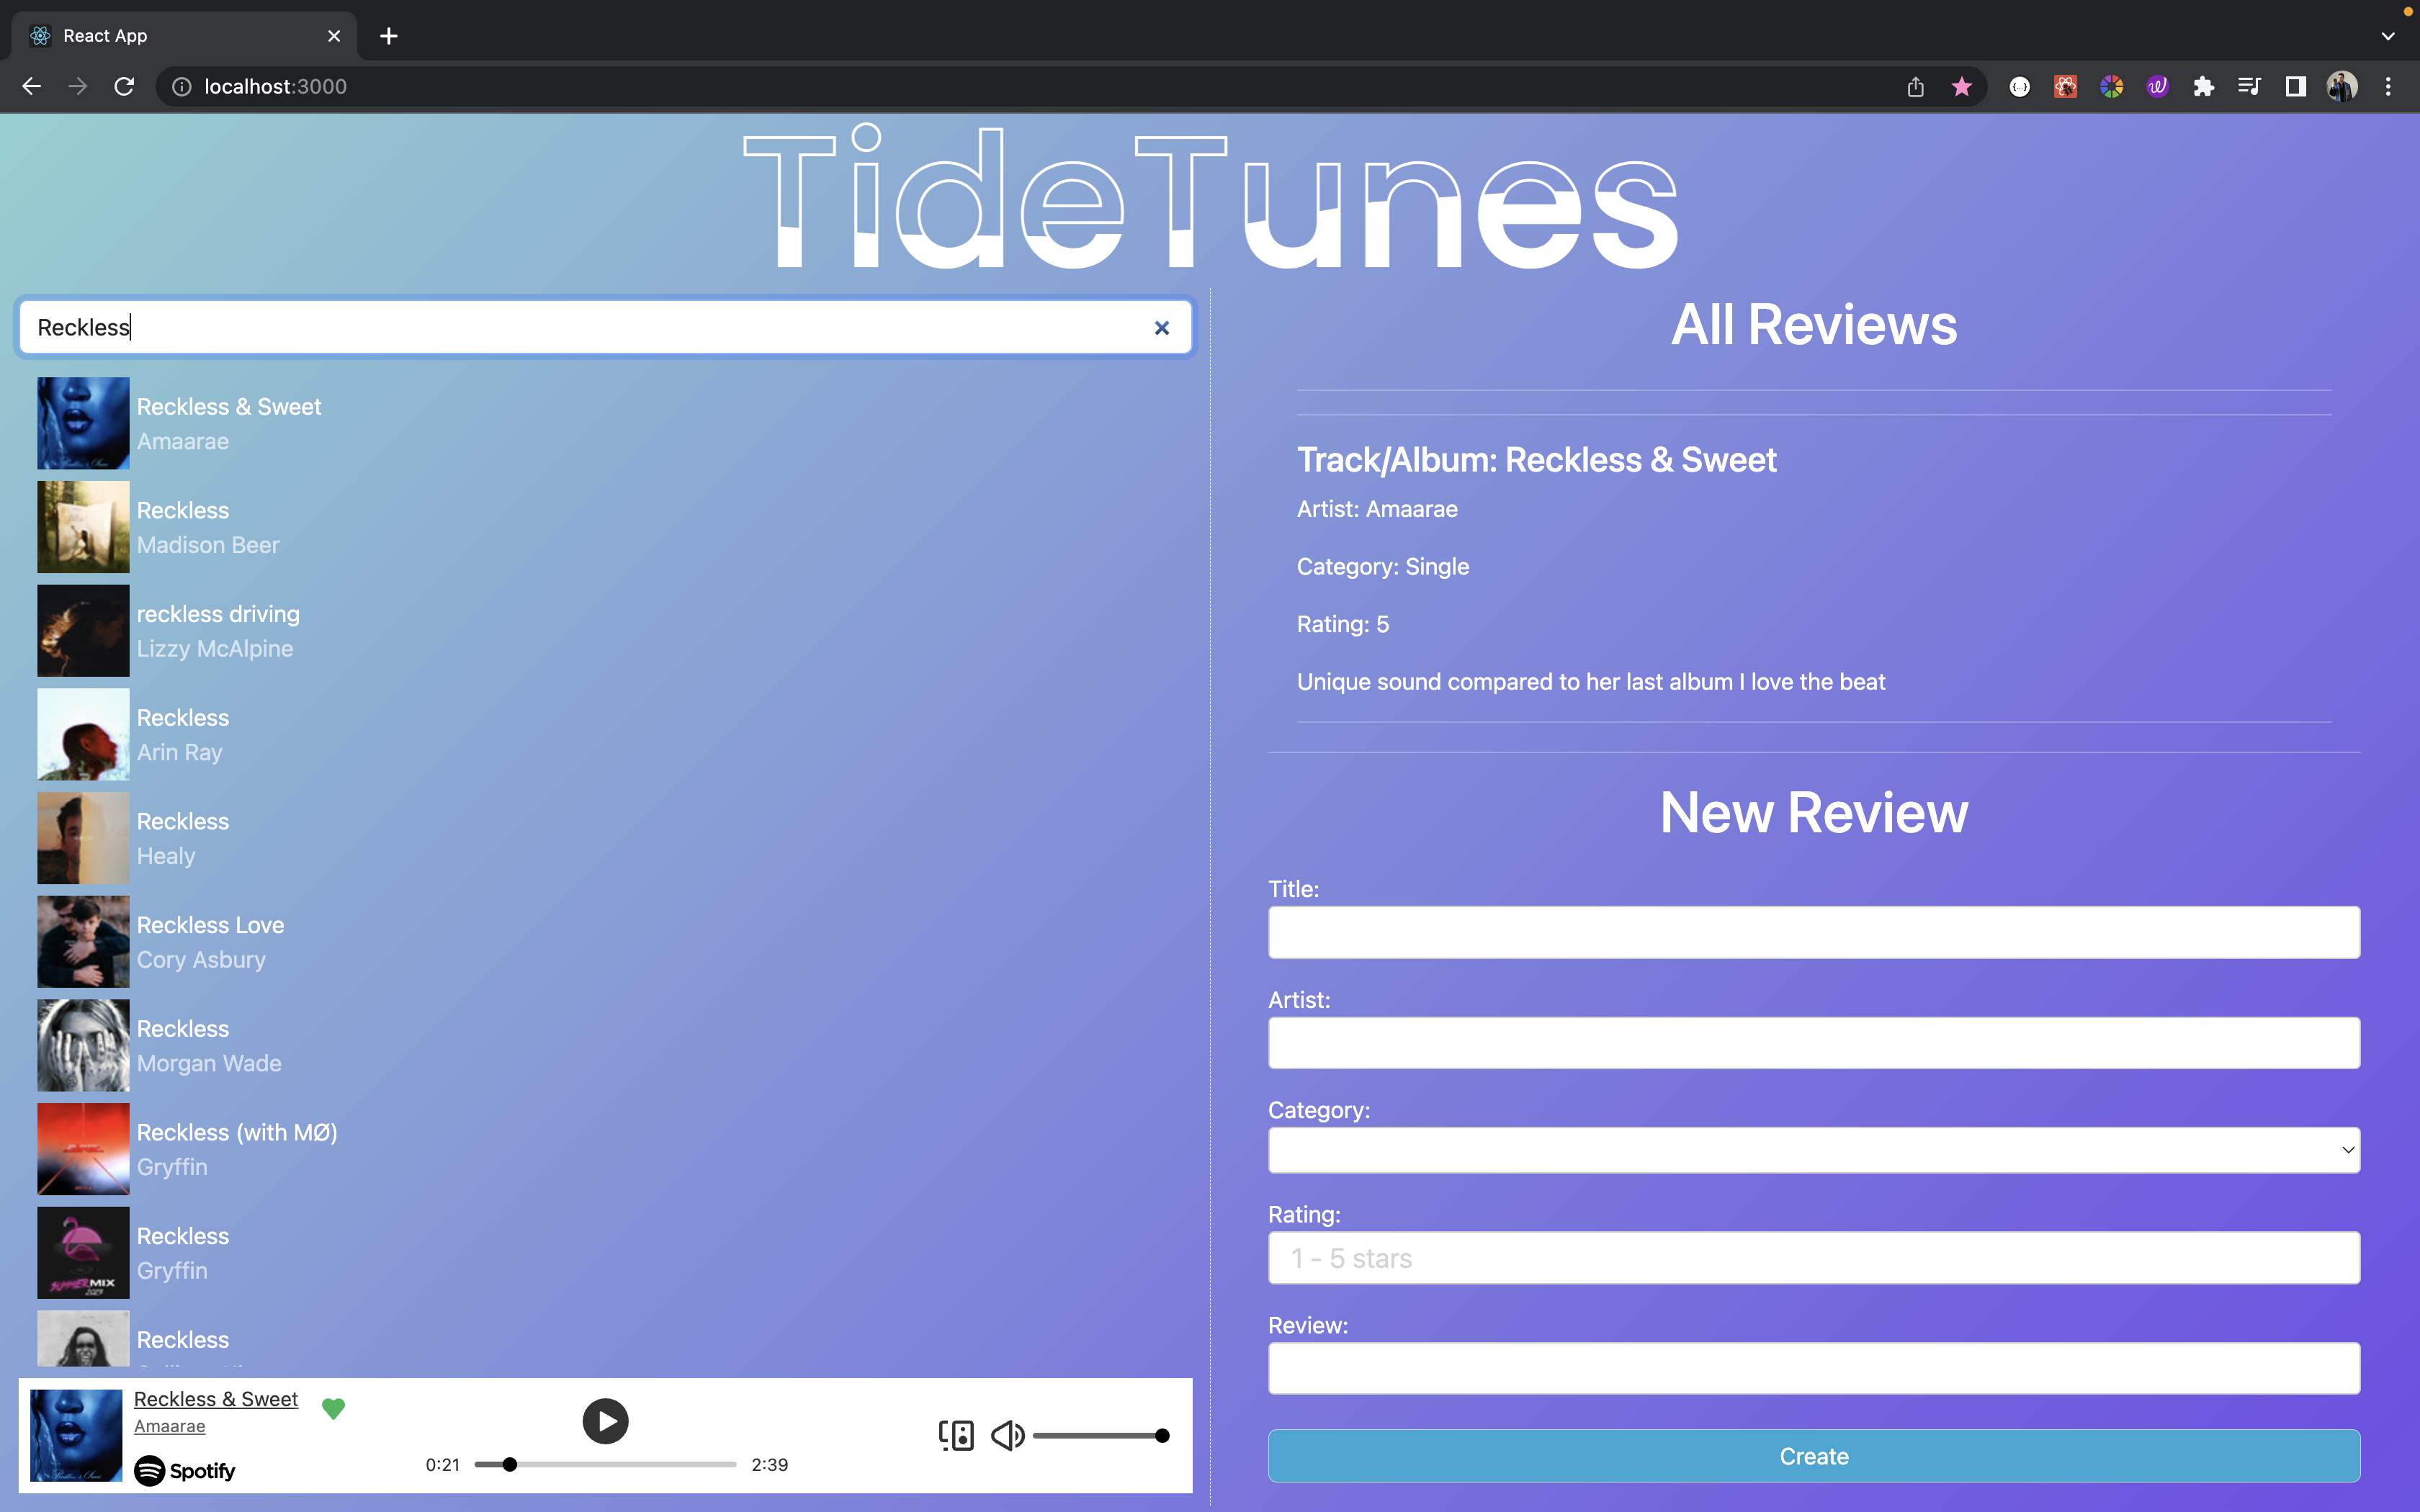 React App
localhost:3000
TideTunes
Reckless
Reckless & Sweet
Amaarae
Reckless
Madison Beer
reckless driving
Lizzy McAlpine
Reckless
Arin Ray
Reckless
Healy
Reckless Love
Cory Asbury
Reckless
Morgan Wade
Reckless (with MØ)
Gryffin
SUMMER MIX
2023
Reckless
Gryffin
Reckless
Reckless & Sweet
Amaarae
Spotify
0:21
2:39
All Reviews
Track/Album: Reckless & Sweet
Artist: Amaarae
Category: Single
Rating: 5
Unique sound compared to her last album I love the beat
New Review
Title:
Artist:
Category:
Rating:
1 - 5 stars
Review:
Create